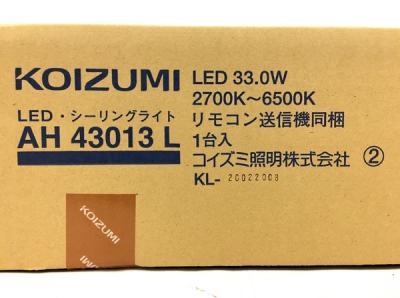 KOIZUMI
LED・シーリングライト
AH 43013 L
LED 33.0W
2700K～6500K
リモコン送信機同梱
1台入
コイズミ照明株式会社
②
KL-20022008
KOIZUMI
KOIZUMI